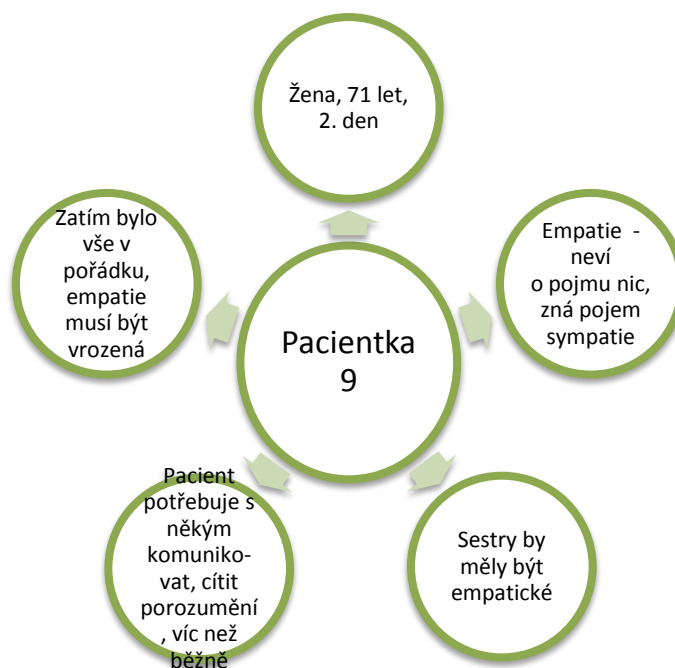 Žena, 71 let,
2. den
Empatie -
neví
o pojmu nic,
zná pojem
sympatie
Sestry by
měly být
empatické
Pacient
potřebuje s
někým
komuniko-
vat, cítit
porozumění
, víc než
běžně
Zatím bylo
vše v
pořádku,
empatie
musí být
vrozená
Pacientka
9